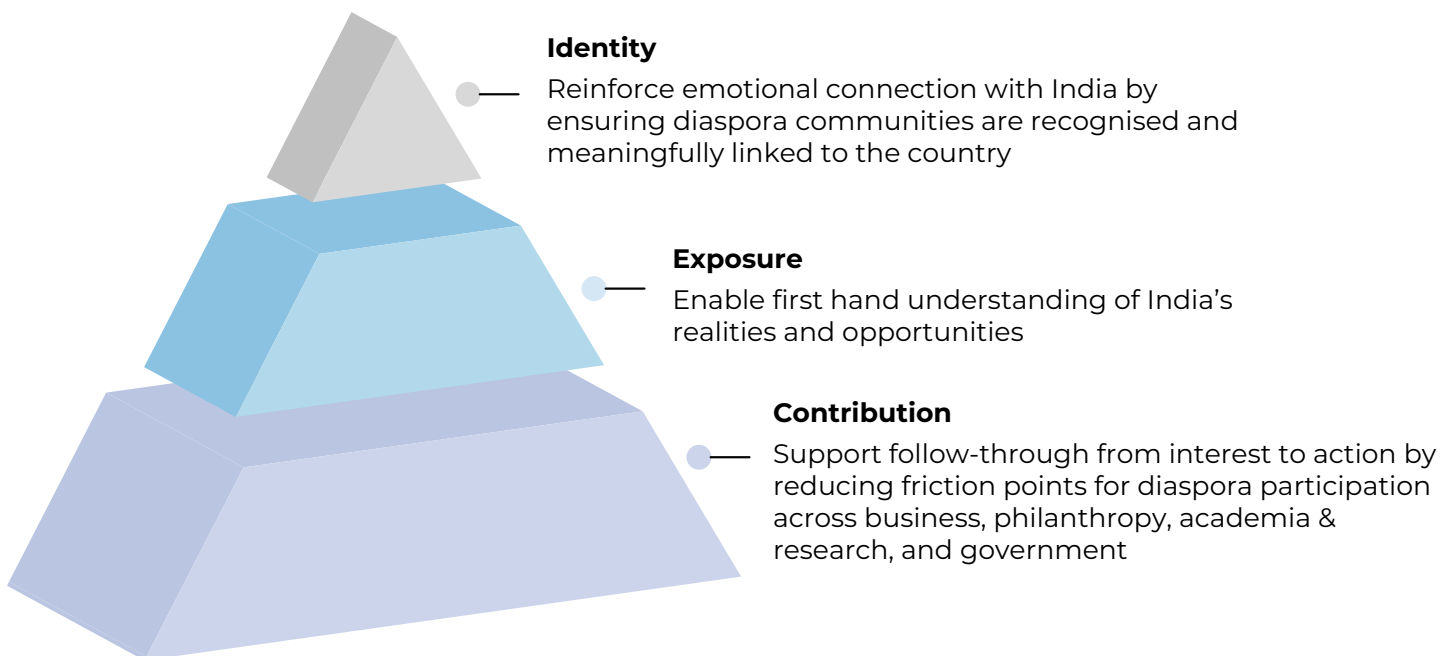 Identity
Reinforce emotional connection with India by
ensuring diaspora communities are recognised and
meaningfully linked to the country
Exposure
Enable first hand understanding of India’s
realities and opportunities
Contribution
Support follow-through from interest to action by
reducing friction points for diaspora participation
across business, philanthropy, academia &
research, and government